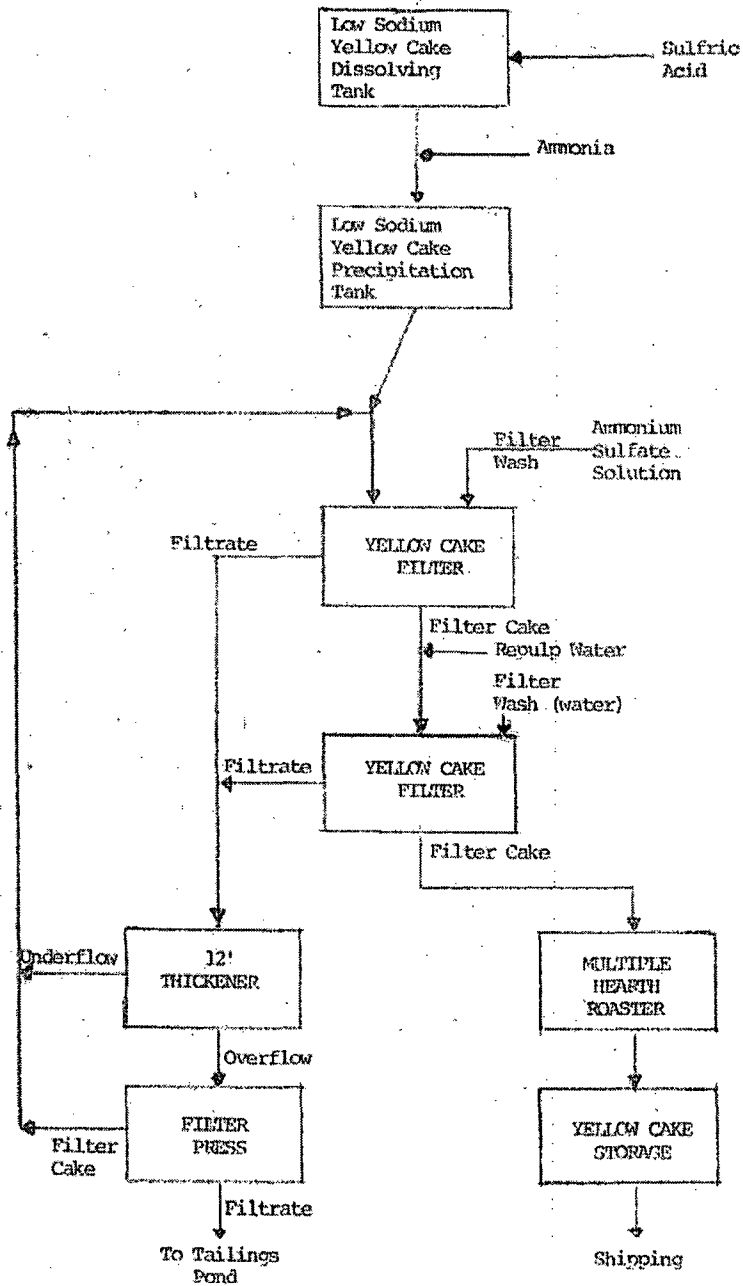 Low Sodium
Yellow Cake
Dissolving
Tank
Sulfric
Acid
Ammonia
Low Sodium
Yellow Cake
Precipitation
Tank
Filter
Wash
Ammonium
Sulfate
Solution
Filtrate
YELLOW CAKE
FILTER
Filter Cake
Repulp Water
Filter
Wash (water)
Filtrate
YELLOW CAKE
FILTER
Filter Cake
Underflow
12'
THICKENER
MULTIPLE
HEARTH
ROASTER
Overflow
Filter
Cake
FILTER
PRESS
YELLOW CAKE
STORAGE
Filtrate
To Tailings
Pond
Shipping